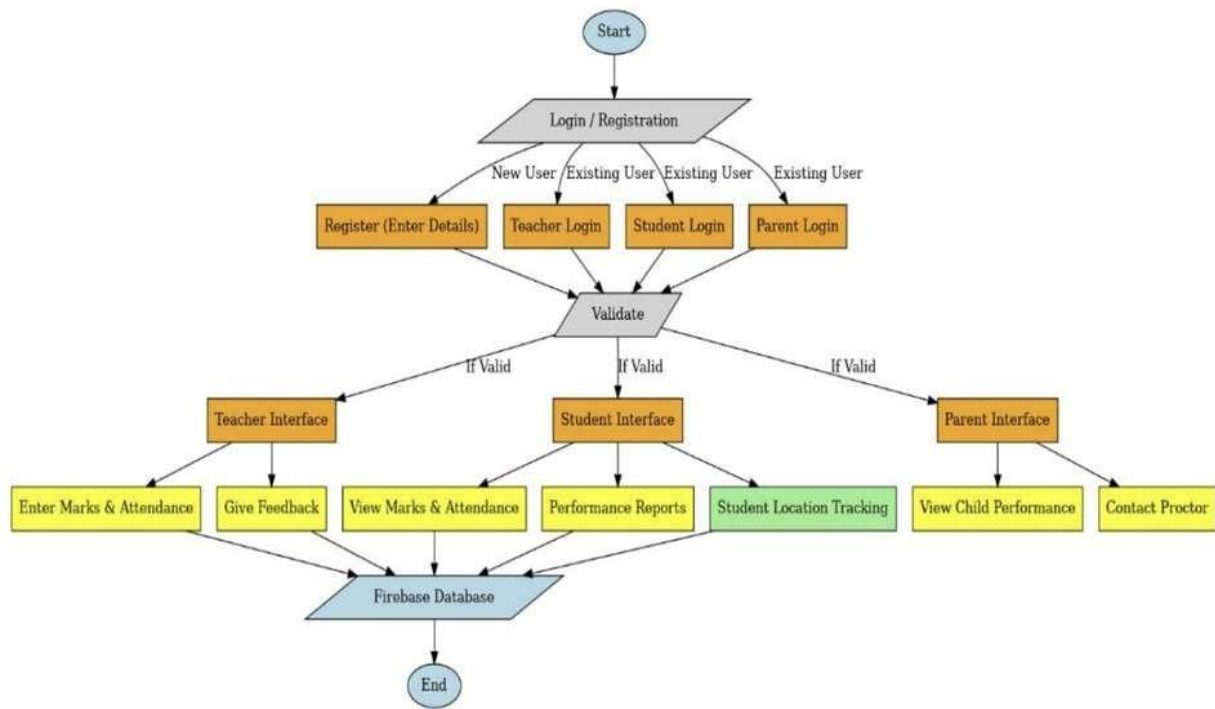 Start
Login / Registration
New User
Existing User
Existing User
Existing User
Register (Enter Details)
Teacher Login
Student Login
Parent Login
Validate
If Valid
If Valid
If Valid
Teacher Interface
Student Interface
Parent Interface
Enter Marks & Attendance
Give Feedback
View Marks & Attendance
Performance Reports
Student Location Tracking
View Child Performance
Contact Proctor
Firebase Database
End